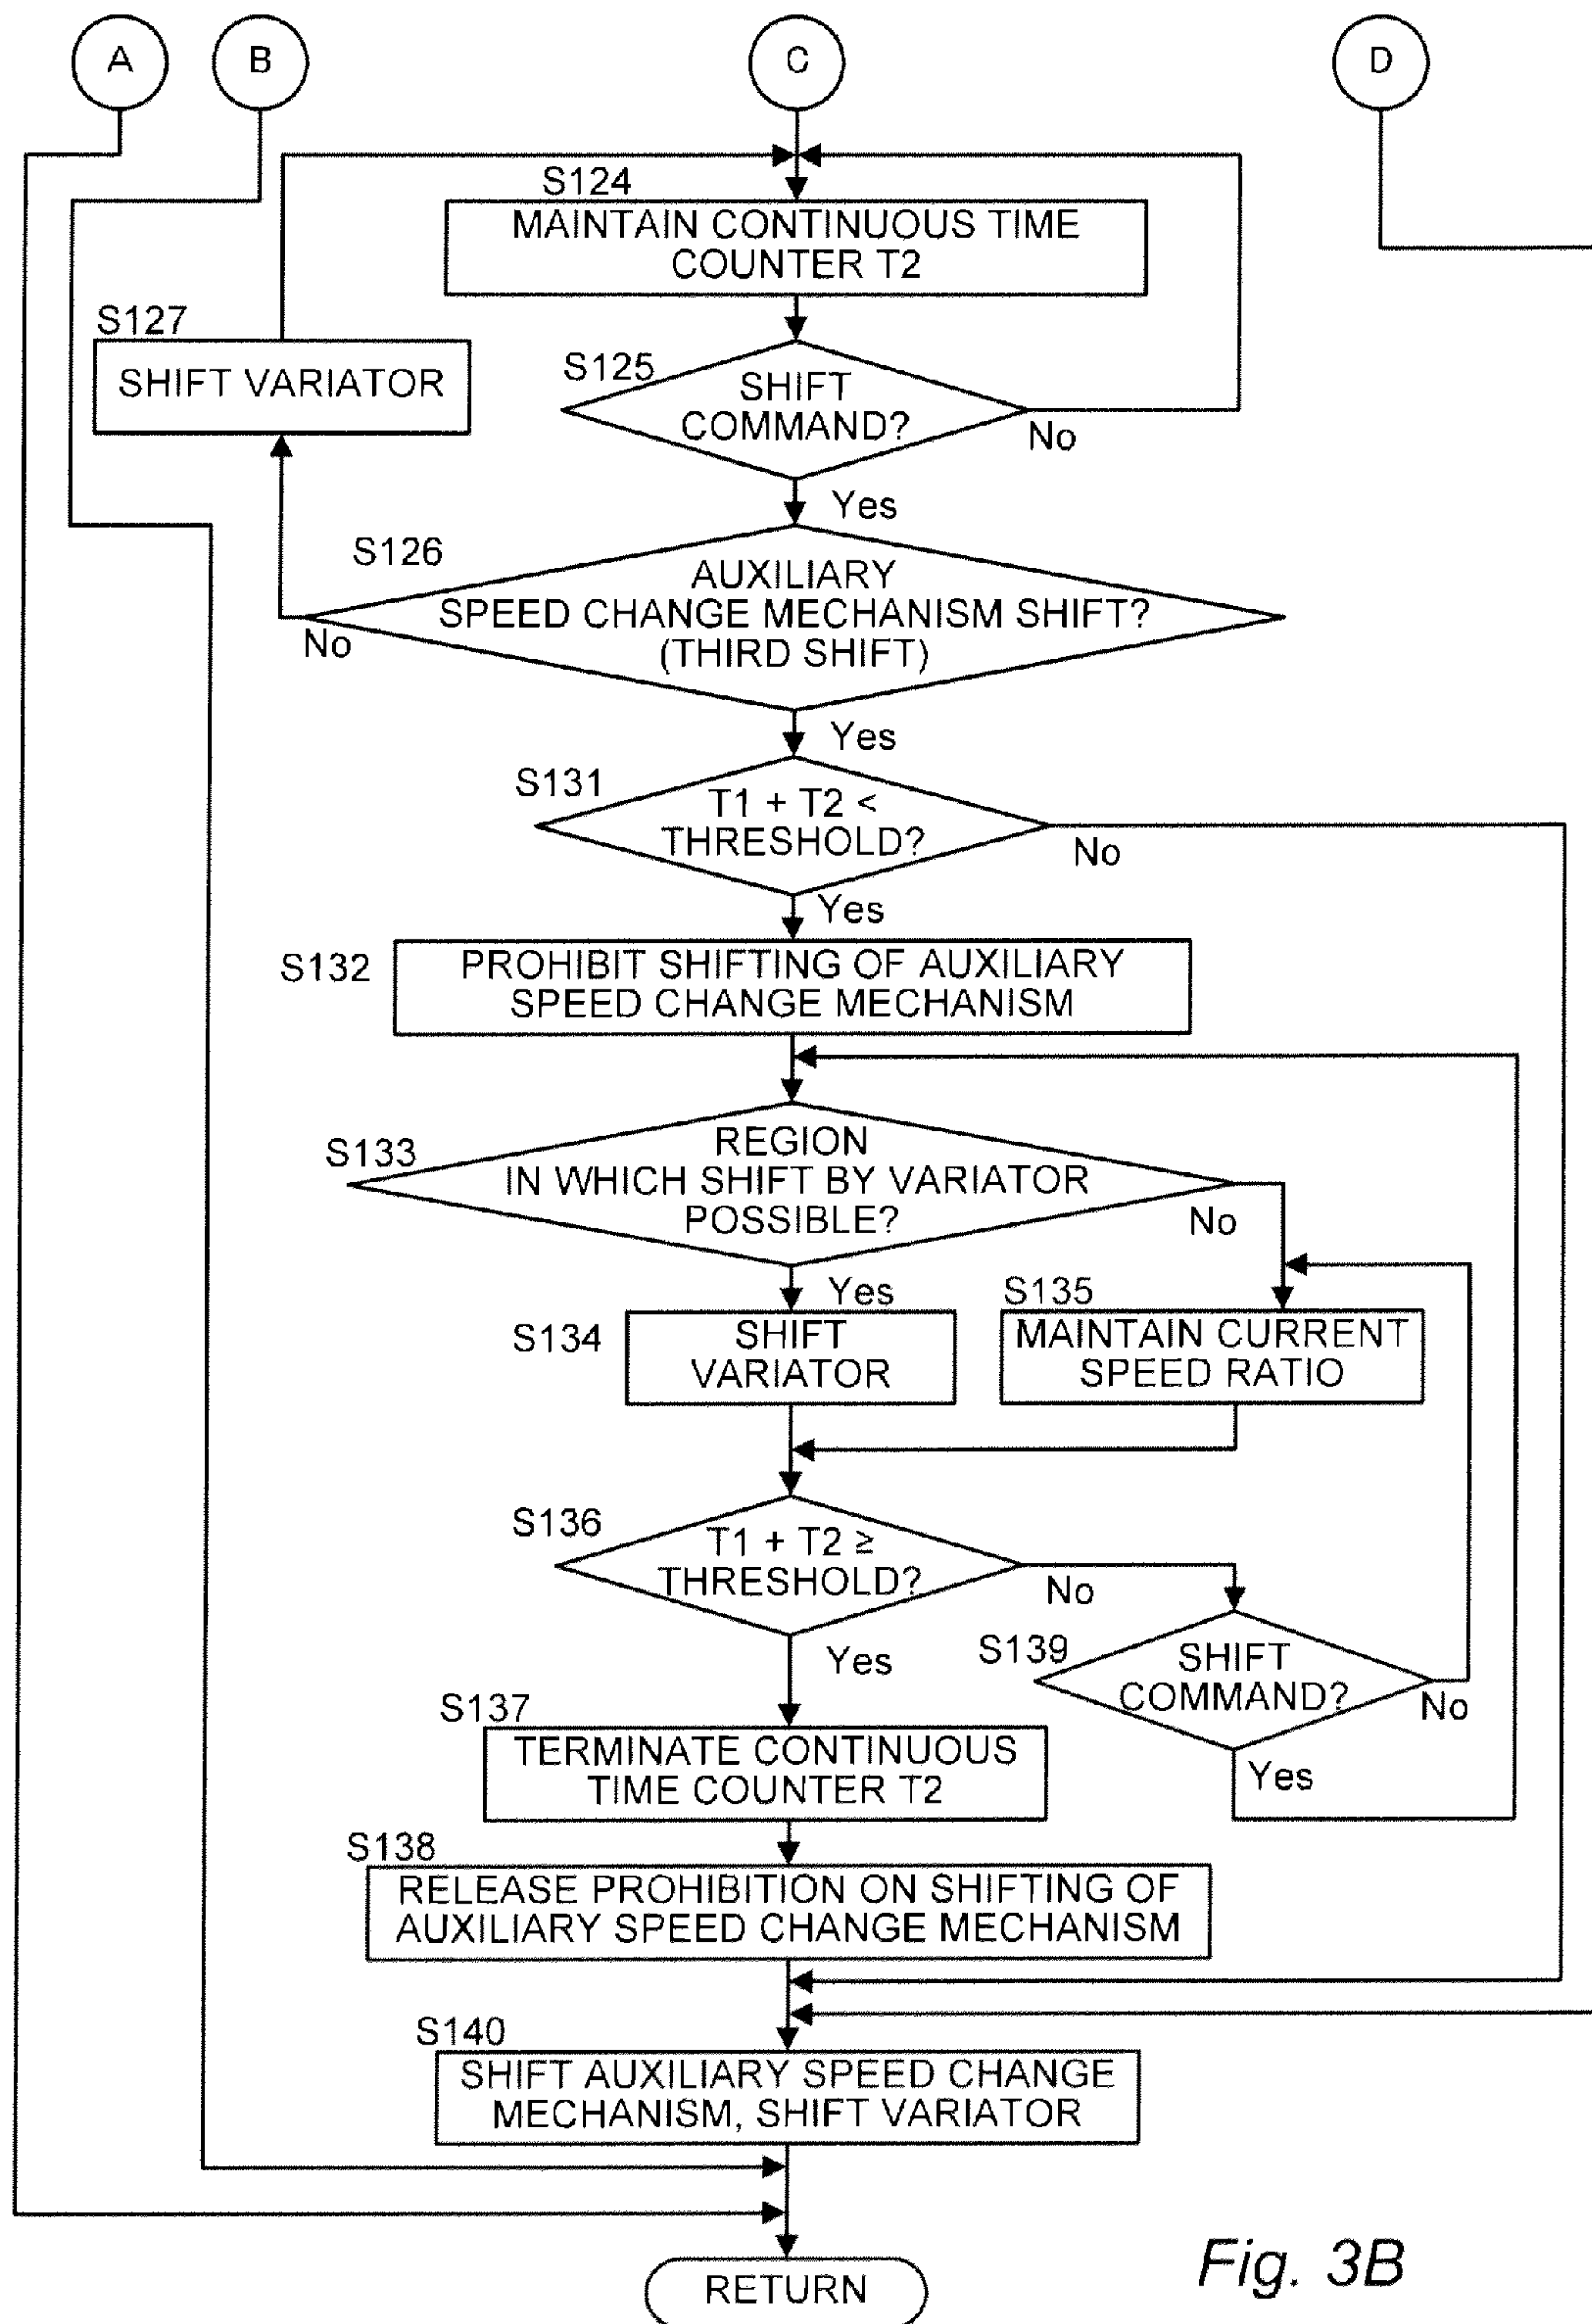 A
B
C
D
S124
MAINTAIN CONTINUOUS TIME
COUNTER T2
S127
SHIFT VARIATOR
S125
SHIFT
COMMAND?
No
Yes
S126
AUXILIARY
SPEED CHANGE MECHANISM SHIFT?
(THIRD SHIFT)
No
Yes
S131
T1 + T2 <
THRESHOLD?
No
Yes
S132
PROHIBIT SHIFTING OF AUXILIARY
SPEED CHANGE MECHANISM
S133
REGION
IN WHICH SHIFT BY VARIATOR
POSSIBLE?
No
Yes
S134
SHIFT
VARIATOR
S135
MAINTAIN CURRENT
SPEED RATIO
S136
T1 + T2 ≥
THRESHOLD?
No
Yes
S139
SHIFT
COMMAND?
No
Yes
S137
TERMINATE CONTINUOUS
TIME COUNTER T2
S138
RELEASE PROHIBITION ON SHIFTING OF
AUXILIARY SPEED CHANGE MECHANISM
S140
SHIFT AUXILIARY SPEED CHANGE
MECHANISM, SHIFT VARIATOR
RETURN
Fig. 3B